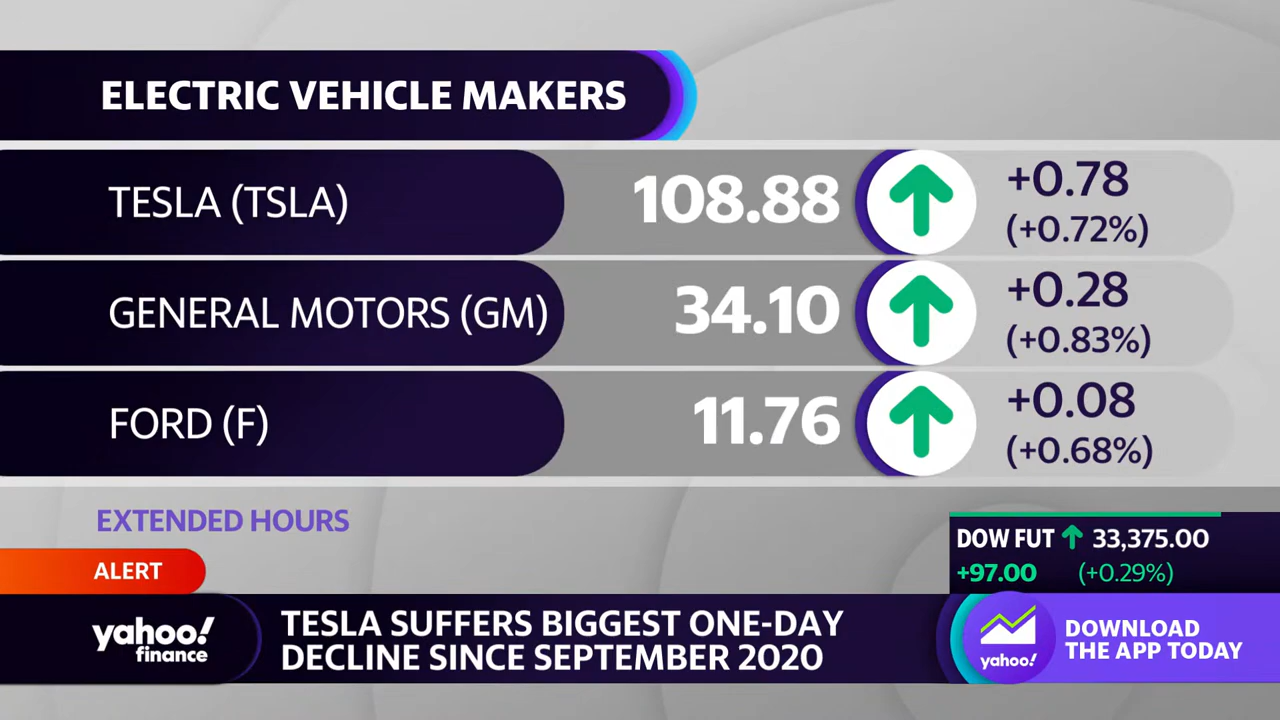 ELECTRIC VEHICLE MAKERS
TESLA (TSLA) 108.88 +0.78
(+0.72%)
GENERAL MOTORS (GM) 34.10 +0.28
(+0.83%)
FORD (F) 11.76 +0.08
(+0.68%)
EXTENDED HOURS
DOW FUT 33,375.00
+97.00 (+0.29%)
ALERT
yahoo!
finance
TESLA SUFFERS BIGGEST ONE-DAY
DECLINE SINCE SEPTEMBER 2020
yahoo!
DOWNLOAD
THE APP TODAY